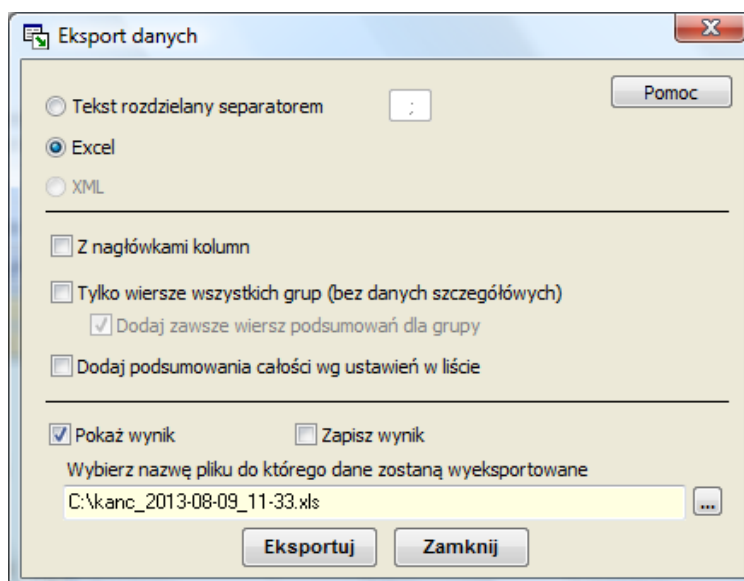 Eksport danych
Pomoc
Tekst rozdzielany separatorem ;
Excel
XML
Z nagłówkami kolumn
Tylko wiersze wszystkich grup (bez danych szczegółowych)
Dodaj zawsze wiersz podsumowań dla grupy
Dodaj podsumowania całości wg ustawień w liście
Pokaż wynik Zapisz wynik
Wybierz nazwę pliku do którego dane zostaną wyeksportowane
C:\kanc_2013-08-09_11-33.xls ...
Eksportuj Zamknij